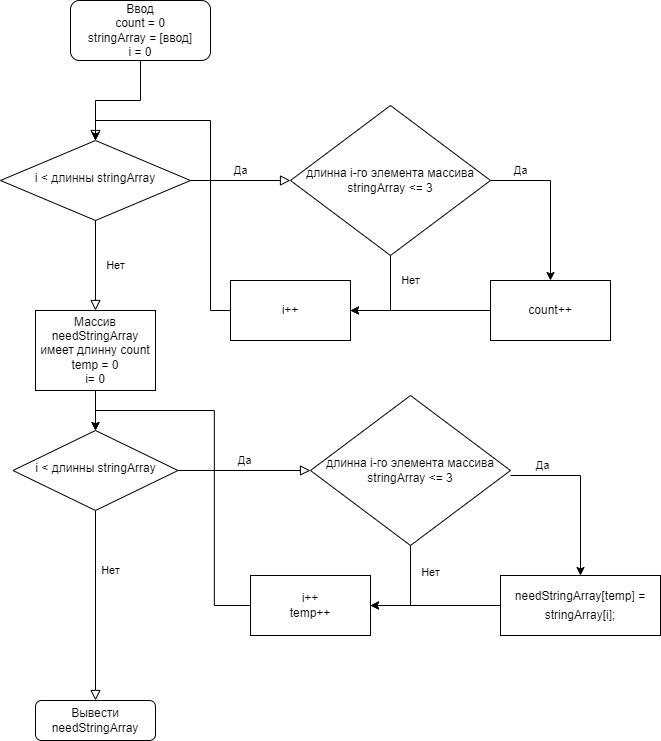 Ввод
count = 0
stringArray = [ввод]
i = 0
i < длинны stringArray
Да
длинна i-го элемента массива
stringArray <= 3
Да
Нет
Нет
i++
count++
Массив
needStringArray
имеет длинну count
temp = 0
i= 0
i < длинны stringArray
Да
длинна i-го элемента массива
stringArray <= 3
Да
Нет
Нет
i++
temp++
needStringArray[temp] =
stringArray[i];
Вывести
needStringArray